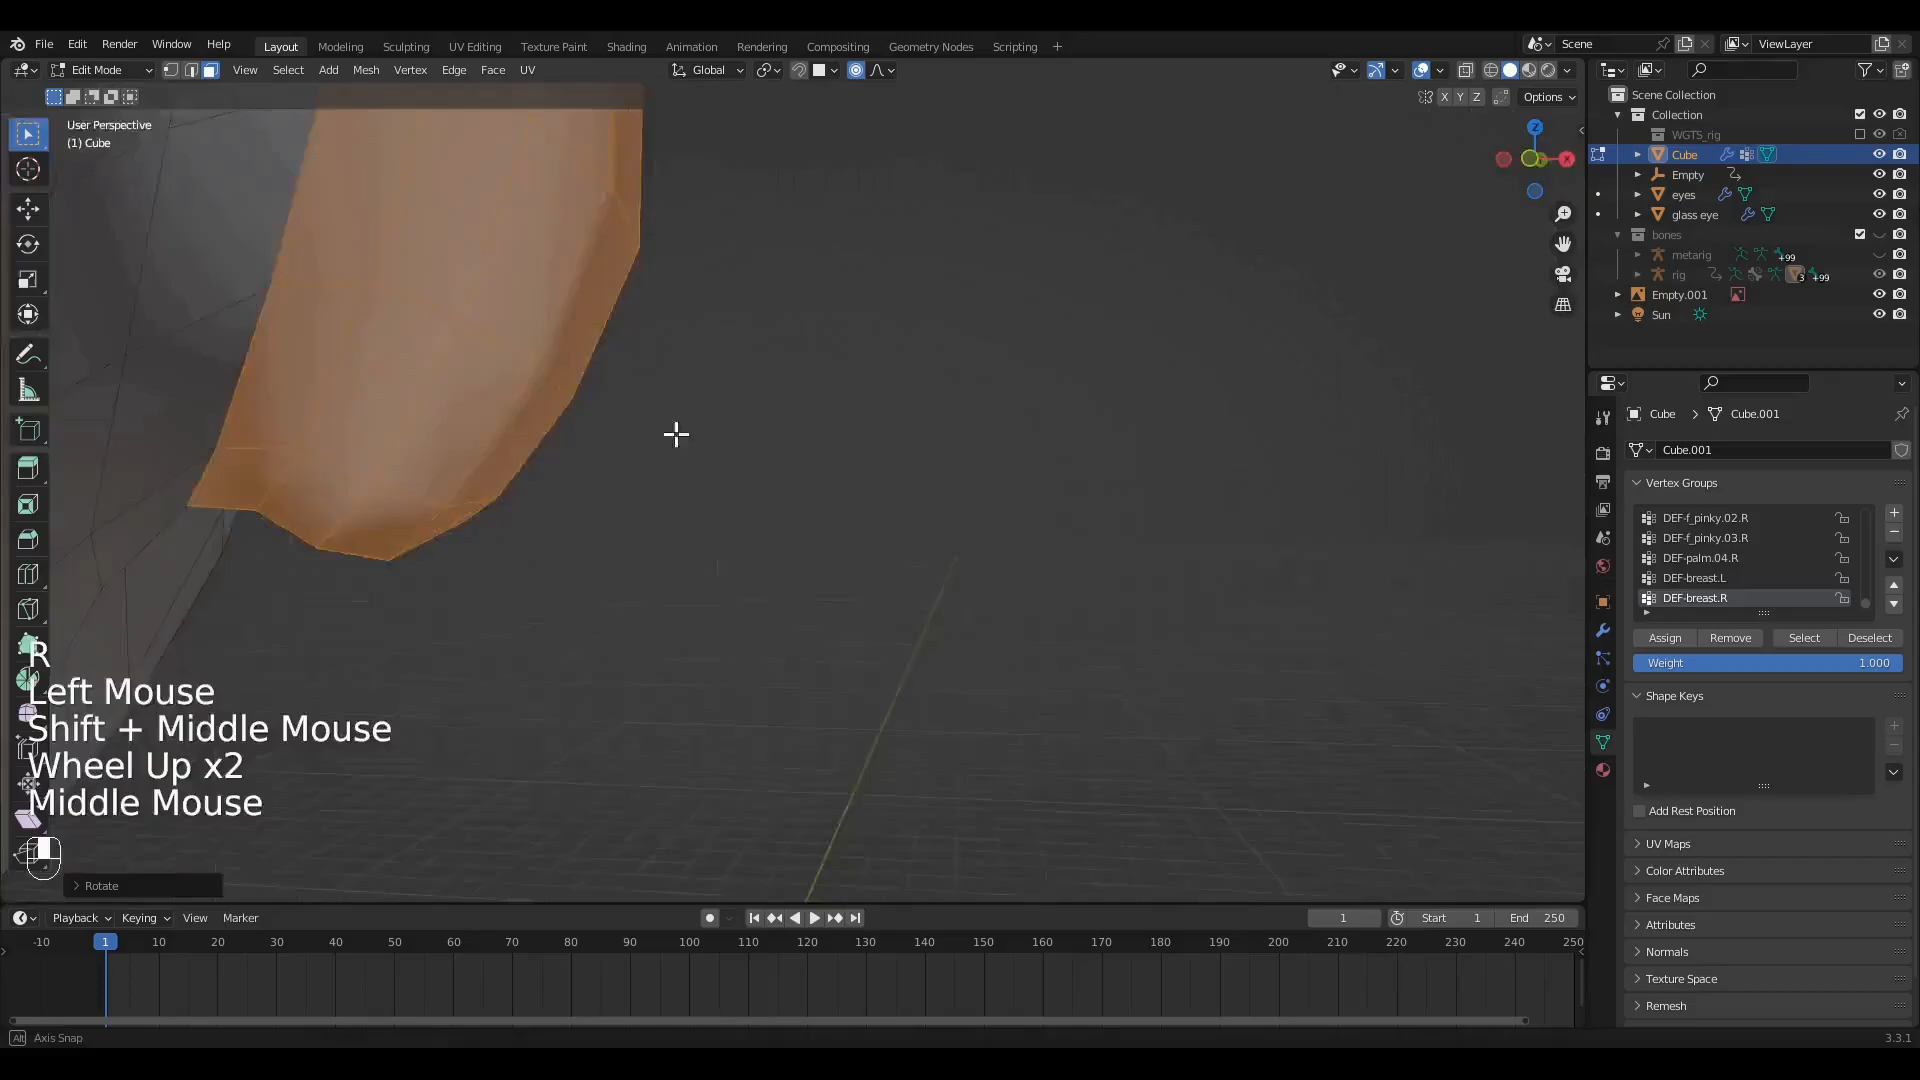 File Edit Render Window Help Layout Modeling Sculpting UV Editing Texture Paint Shading Animation Rendering Compositing Geometry Nodes Scripting + Scene ViewLayer
Edit Mode View Select Add Mesh Vertex Edge Face UV Global
X Y Z Options
User Perspective
(1) Cube
Z
X
Scene Collection
Collection
WGTS_rig
Cube
Empty
eyes
glass eye
bones
metarig +99
rig 3 +99
Empty.001
Sun
Cube > Cube.001
Cube.001
Vertex Groups
DEF-f_pinky.02.R
DEF-f_pinky.03.R
DEF-palm.04.R
DEF-breast.L
DEF-breast.R
Assign Remove Select Deselect
Weight 1.000
Shape Keys
Add Rest Position
UV Maps
Color Attributes
Face Maps
Attributes
Normals
Texture Space
Remesh
R
Left Mouse
Shift + Middle Mouse
Wheel Up x2
Middle Mouse
Rotate
Playback Keying View Marker 1 Start 1 End 250
-10 1 10 20 30 40 50 60 70 80 90 100 110 120 130 140 150 160 170 180 190 200 210 220 230 240 250
Alt Axis Snap 3.3.1